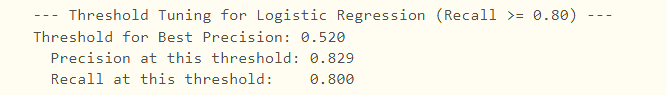 --- Threshold Tuning for Logistic Regression (Recall >= 0.80) ---
Threshold for Best Precision: 0.520
  Precision at this threshold: 0.829
  Recall at this threshold:    0.800